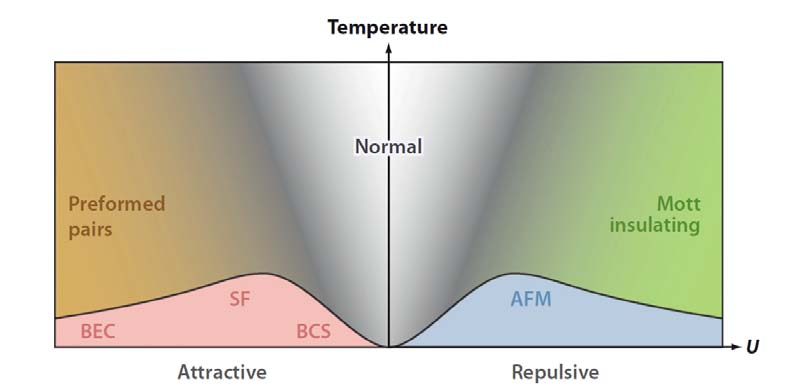 Temperature
Normal
Preformed
pairs
Mott
insulating
SF
AFM
BEC
BCS
U
Attractive
Repulsive